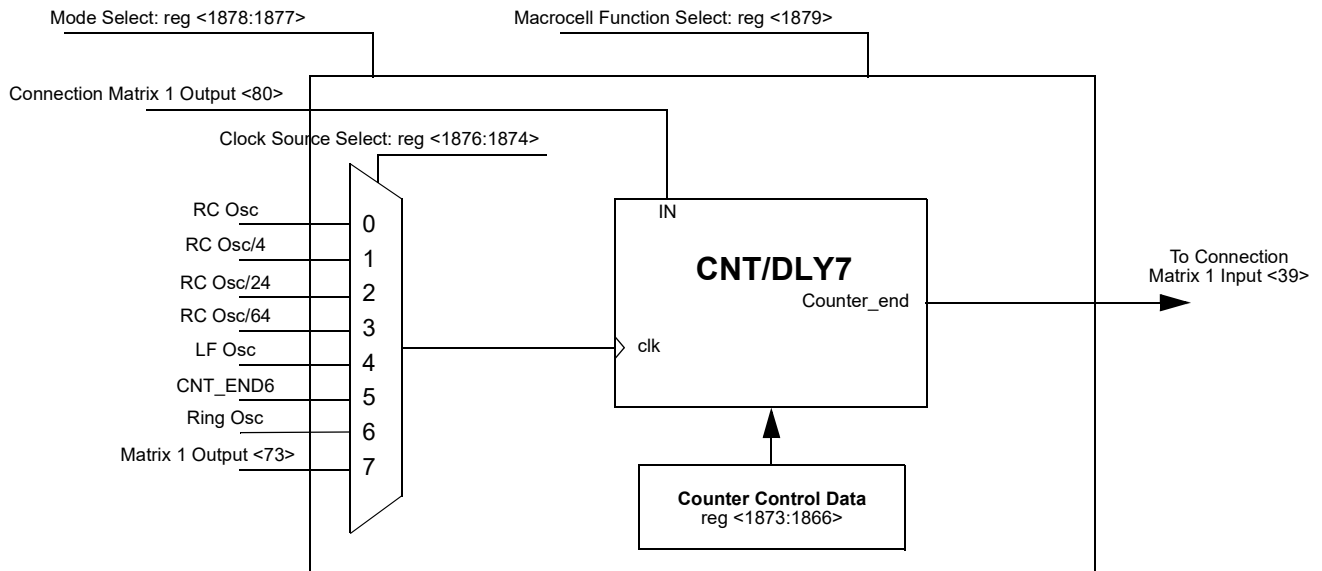 Mode Select: reg <1878:1877>
Macrocell Function Select: reg <1879>
Connection Matrix 1 Output <80>
Clock Source Select: reg <1876:1874>
RC Osc
0
RC Osc/4
1
RC Osc/24
2
RC Osc/64
3
LF Osc
4
CNT_END6
5
Ring Osc
6
Matrix 1 Output <73>
7
IN
CNT/DLY7
Counter_end
clk
To Connection
Matrix 1 Input <39>
Counter Control Data
reg <1873:1866>